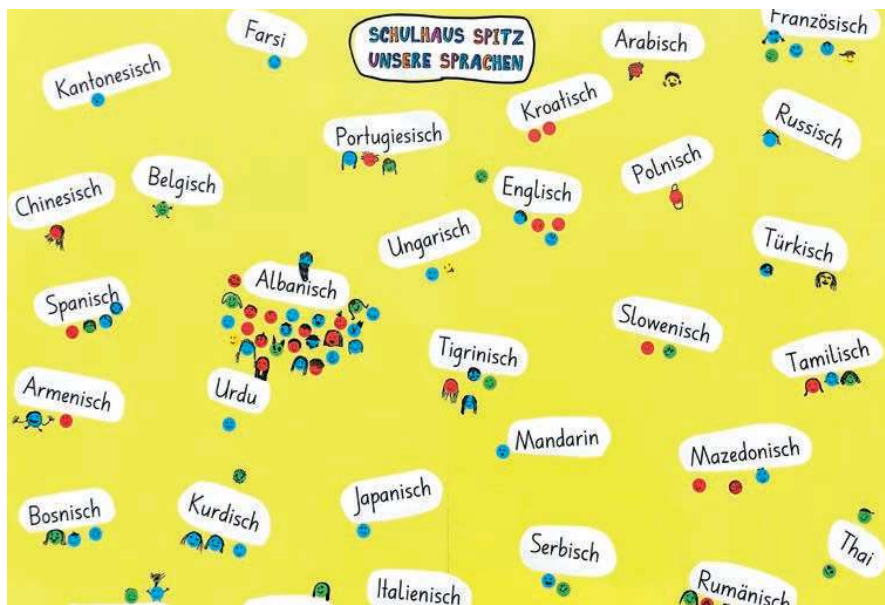 SCHULHAUS SPITZ
UNSERE SPRACHEN
Französisch
Farsi
Arabisch
Kantonesisch
Kroatisch
Russisch
Portugiesisch
Polnisch
Belgisch
Englisch
Chinesisch
Ungarisch
Türkisch
Albanisch
Spanisch
Slowenisch
Tigrinisch
Tamilisch
Armenisch
Urdu
Mandarin
Mazedonisch
Japanisch
Bosnisch
Kurdisch
Serbisch
Thai
Italienisch
Rumänisch